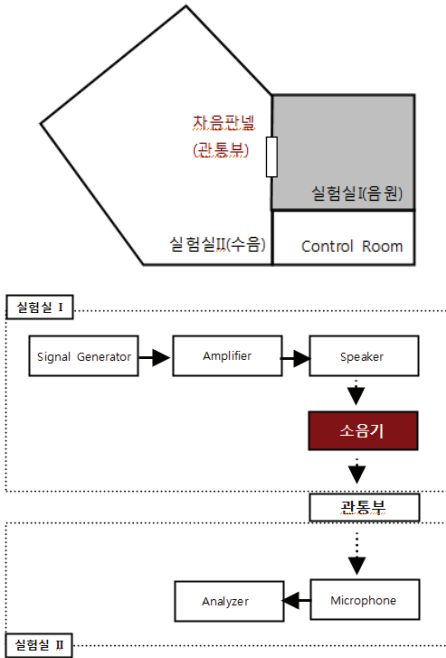 차음판넬
(관통부)
실험실I(음원)
실험실II(수음)
Control Room
실험실 I
Signal Generator
Amplifier
Speaker
소음기
관통부
Microphone
Analyzer
실험실 II